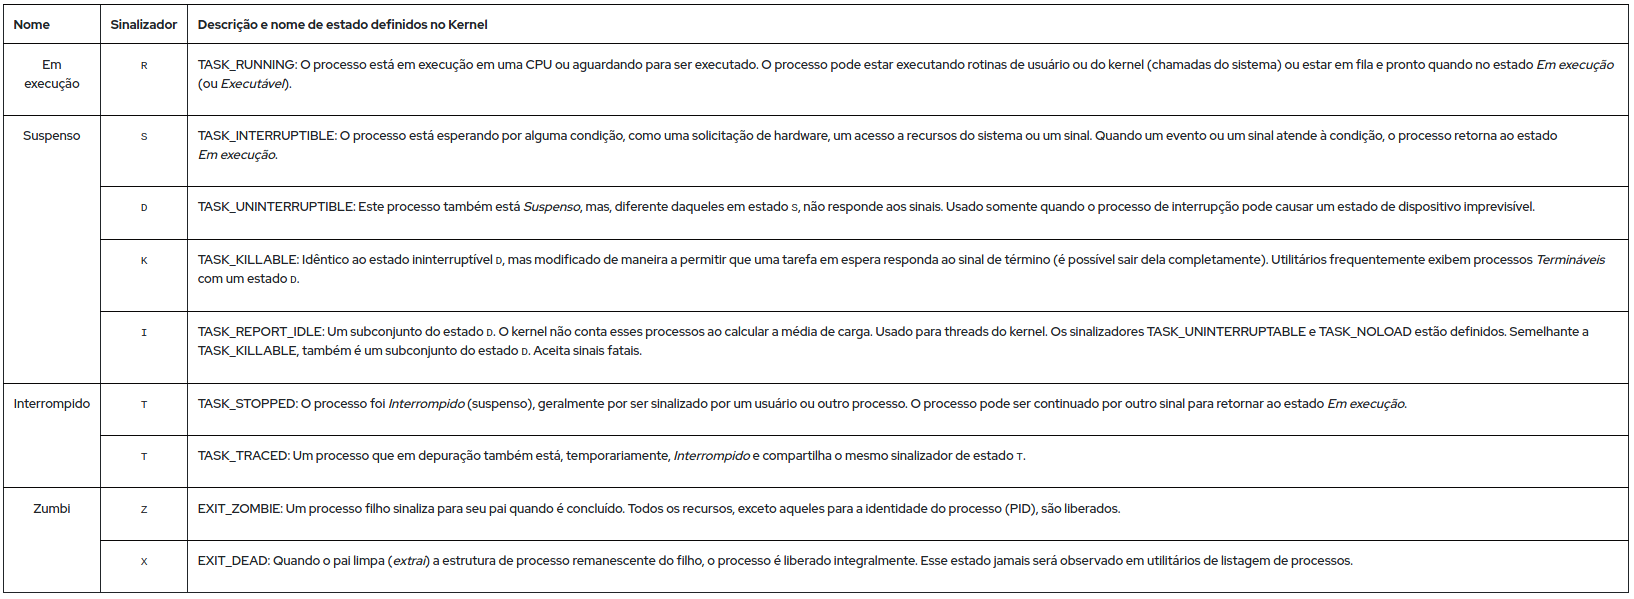 Nome Sinalizador Descrição e nome de estado definidos no Kernel
Em
execução
R
TASK_RUNNING: O processo está em execução em uma CPU ou aguardando para ser executado. O processo pode estar executando rotinas de usuário ou do kernel (chamadas do sistema) ou estar em fila e pronto quando no estado Em execução
(ou Executável).
Suspenso
S
TASK_INTERRUPTIBLE: O processo está esperando por alguma condição, como uma solicitação de hardware, um acesso a recursos do sistema ou um sinal. Quando um evento ou um sinal atende à condição, o processo retorna ao estado
Em execução.
D
TASK_UNINTERRUPTIBLE: Este processo também está Suspenso, mas, diferente daqueles em estado S, não responde aos sinais. Usado somente quando o processo de interrupção pode causar um estado de dispositivo imprevisível.
K
TASK_KILLABLE: Idêntico ao estado ininterruptível D, mas modificado de maneira a permitir que uma tarefa em espera responda ao sinal de término (é possível sair dela completamente). Utilitários frequentemente exibem processos Termináveis
com um estado D.
I
TASK_REPORT_IDLE: Um subconjunto do estado D. O kernel não conta esses processos ao calcular a média de carga. Usado para threads do kernel. Os sinalizadores TASK_UNINTERRUPTABLE e TASK_NOLOAD estão definidos. Semelhante a
TASK_KILLABLE, também é um subconjunto do estado D. Aceita sinais fatais.
Interrompido
T
TASK_STOPPED: O processo foi Interrompido (suspenso), geralmente por ser sinalizado por um usuário ou outro processo. O processo pode ser continuado por outro sinal para retornar ao estado Em execução.
T
TASK_TRACED: Um processo que em depuração também está, temporariamente, Interrompido e compartilha o mesmo sinalizador de estado T.
Zumbi
Z
EXIT_ZOMBIE: Um processo filho sinaliza para seu pai quando é concluído. Todos os recursos, exceto aqueles para a identidade do processo (PID), são liberados.
X
EXIT_DEAD: Quando o pai limpa (extrai) a estrutura de processo remanescente do filho, o processo é liberado integralmente. Esse estado jamais será observado em utilitários de listagem de processos.